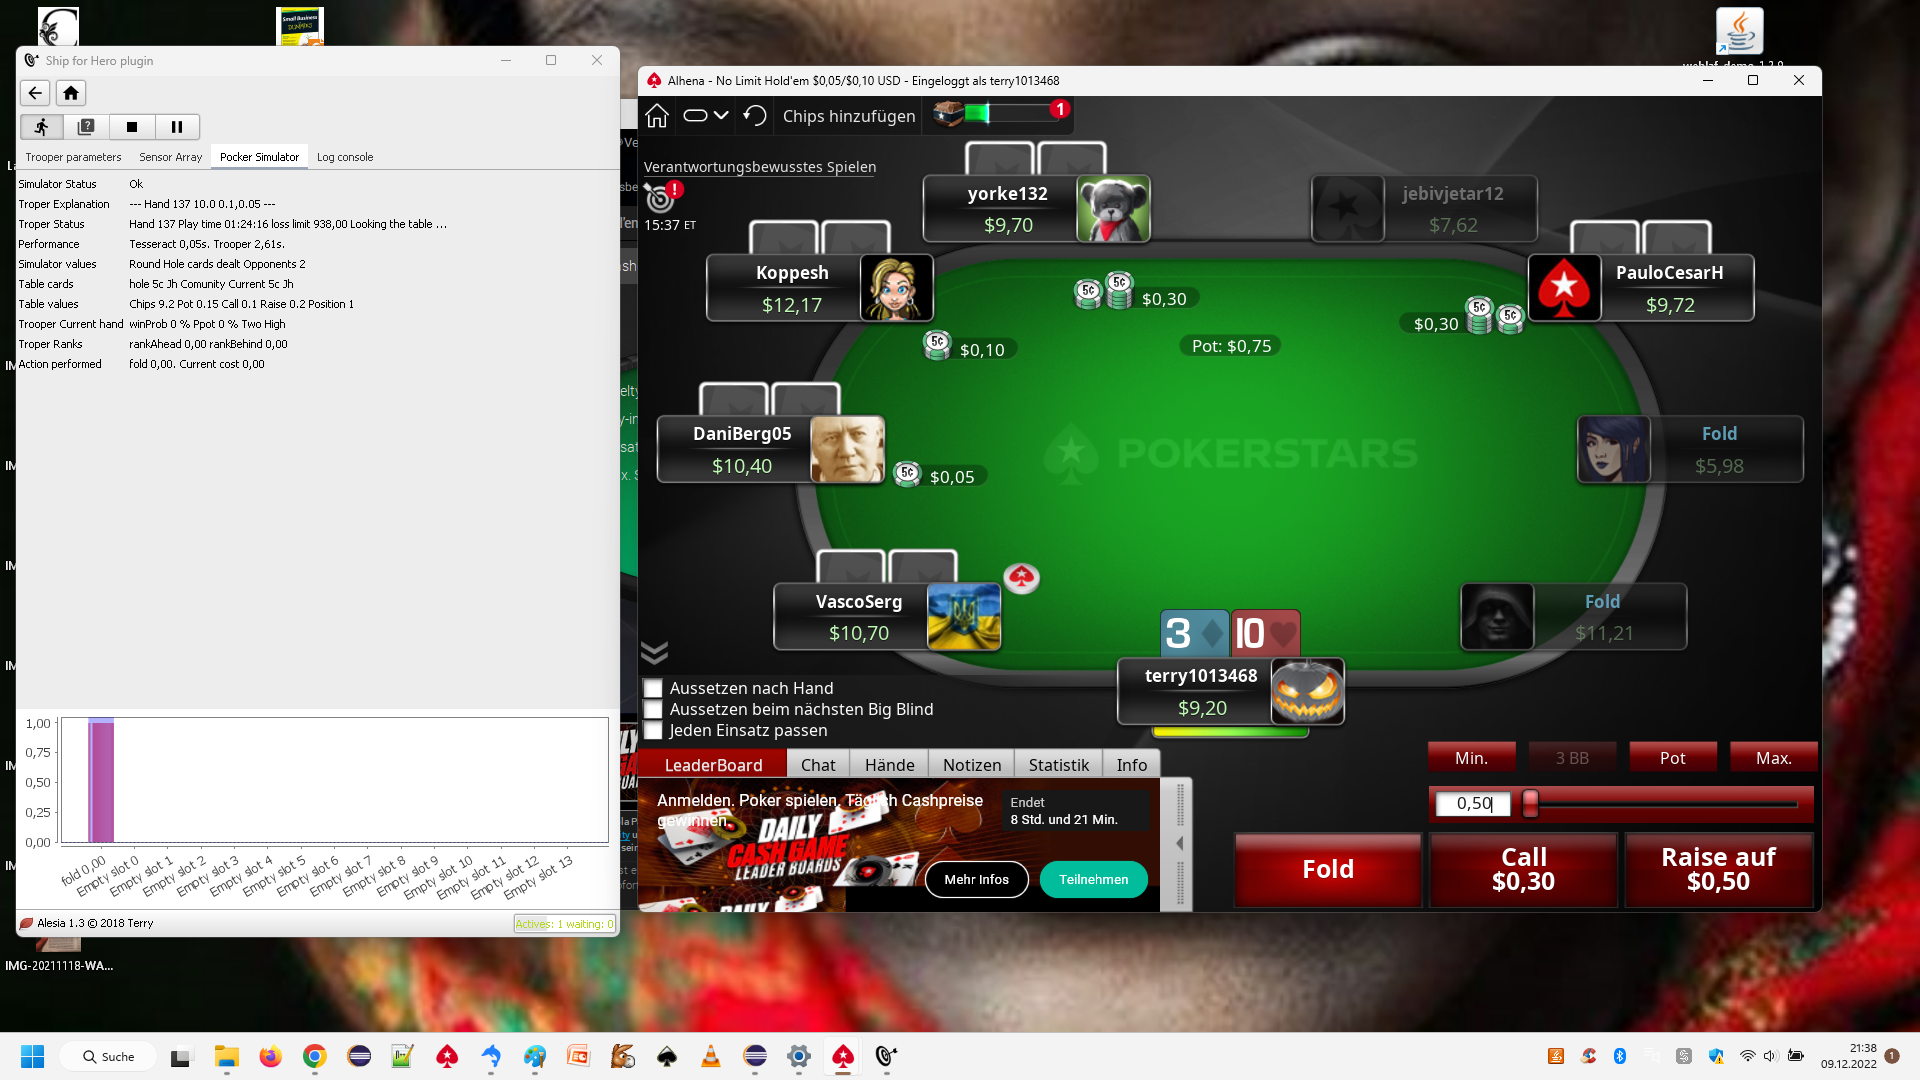 Small Business
DUMMIES
Ship for Hero plugin
Trooper parameters
Sensor Array
Pocker Simulator
Log console
Simulator Status Ok
Troper Explanation --- Hand 137 10.0 0.1,0.05 ---
Troper Status Hand 137 Play time 01:24:16 loss limit 938,00 Looking the table ...
Performance Tesseract 0,05s. Trooper 2,61s.
Simulator values Round Hole cards dealt Opponents 2
Table cards hole 5c Jh Comunity Current 5c Jh
Table values Chips 9.2 Pot 0.15 Call 0.1 Raise 0.2 Position 1
Trooper Current hand winProb 0 % Ppot 0 % Two High
Troper Ranks rankAhead 0,00 rankBehind 0,00
Action performed fold 0,00. Current cost 0,00
1,00
0,75
0,50
0,25
0,00
fold 0,00
Empty slot 0
Empty slot 1
Empty slot 2
Empty slot 3
Empty slot 4
Empty slot 5
Empty slot 6
Empty slot 7
Empty slot 8
Empty slot 9
Empty slot 10
Empty slot 11
Empty slot 12
Empty slot 13
Alesia 1.3 © 2018 Terry
Actives: 1 waiting: 0
IMG-20211118-WA...
Alhena - No Limit Hold'em $0,05/$0,10 USD - Eingeloggt als terry1013468
Chips hinzufügen
1
Verantwortungsbewusstes Spielen
15:37 ET
yorke132
$9,70
jebivjetar12
$7,62
Koppesh
$12,17
PauloCesarH
$9,72
5¢ 5¢ $0,30
$0,30 5¢ 5¢
5¢ $0,10
Pot: $0,75
DaniBerg05
$10,40
5¢ $0,05
POKERSTARS
Fold
$5,98
VascoSerg
$10,70
Fold
$11,21
3 10
terry1013468
$9,20
Aussetzen nach Hand
Aussetzen beim nächsten Big Blind
Jeden Einsatz passen
LeaderBoard
Chat
Hände
Notizen
Statistik
Info
Anmelden. Poker spielen. Täglich Cashpreise
gewinnen.
Endet
8 Std. und 21 Min.
DAILY
CASH GAME
LEADER BOARDS
Mehr Infos
Teilnehmen
DAILY
Min.
3 BB
Pot
Max.
0,50
Fold
Call
$0,30
Raise auf
$0,50
Suche
21:38
09.12.2022
1